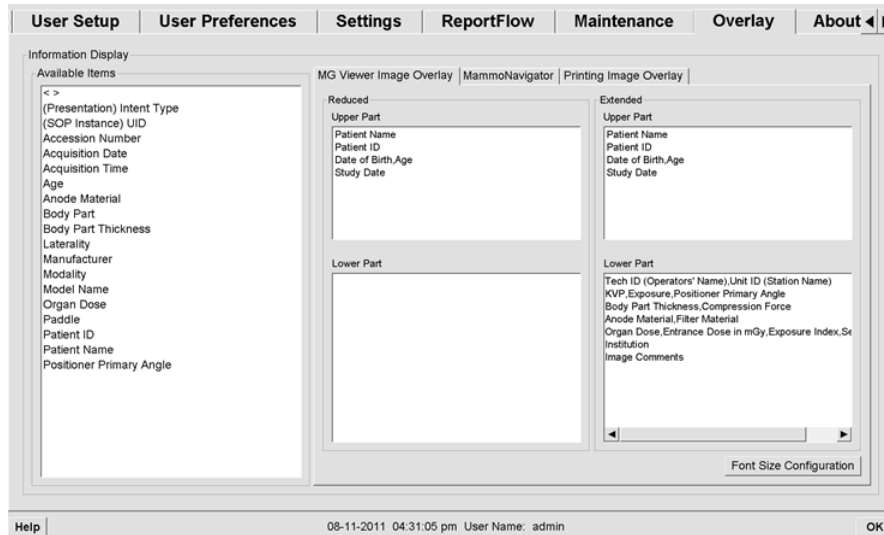 User Setup User Preferences Settings ReportFlow Maintenance Overlay About
Information Display
Available Items
< >
(Presentation) Intent Type
(SOP Instance) UID
Accession Number
Acquisition Date
Acquisition Time
Age
Anode Material
Body Part
Body Part Thickness
Laterality
Manufacturer
Modality
Model Name
Organ Dose
Paddle
Patient ID
Patient Name
Positioner Primary Angle
MG Viewer Image Overlay MammoNavigator Printing Image Overlay
Reduced
Upper Part
Patient Name
Patient ID
Date of Birth,Age
Study Date
Lower Part
Extended
Upper Part
Patient Name
Patient ID
Date of Birth,Age
Study Date
Lower Part
Tech ID (Operators' Name),Unit ID (Station Name)
KVP,Exposure,Positioner Primary Angle
Body Part Thickness,Compression Force
Anode Material,Filter Material
Organ Dose,Entrance Dose in mGy,Exposure Index,Se
Institution
Image Comments
Font Size Configuration
Help 08-11-2011 04:31:05 pm User Name: admin OK